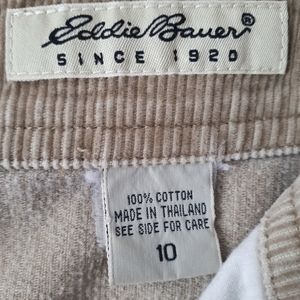 Eddie Bauer®
SINCE 1920
100% COTTON
MADE IN THAILAND
SEE SIDE FOR CARE
10